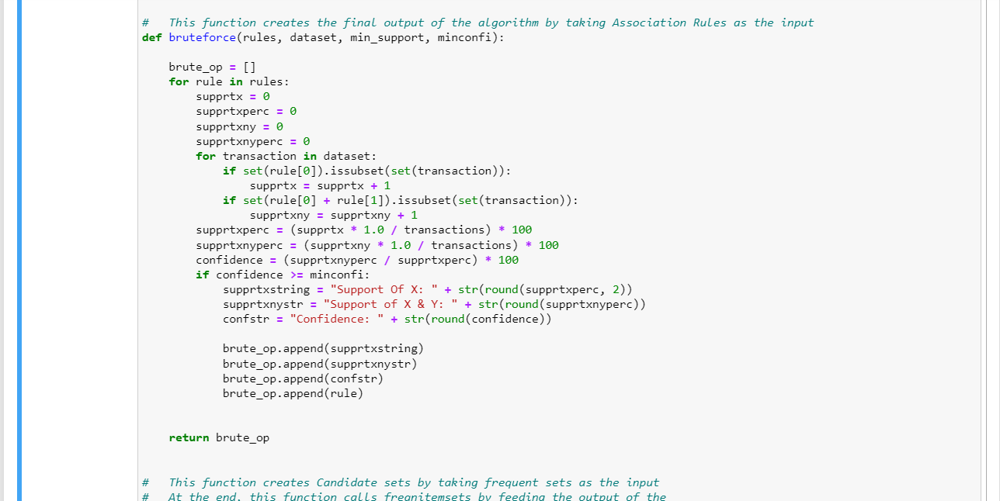 #   This function creates the final output of the algorithm by taking Association Rules as the input
def bruteforce(rules, dataset, min_support, minconfi):
    brute_op = []
    for rule in rules:
        supprtx = 0
        supprtxperc = 0
        supprtxny = 0
        supprtxnyperc = 0
        for transaction in dataset:
            if set(rule[0]).issubset(set(transaction)):
                supprtx = supprtx + 1
            if set(rule[0] + rule[1]).issubset(set(transaction)):
                supprtxny = supprtxny + 1
        supprtxperc = (supprtx * 1.0 / transactions) * 100
        supprtxnyperc = (supprtxny * 1.0 / transactions) * 100
        confidence = (supprtxnyperc / supprtxperc) * 100
        if confidence >= minconfi:
            supprtxstring = "Support Of X: " + str(round(supprtxperc, 2))
            supprtxnystr = "Support of X & Y: " + str(round(supprtxnyperc))
            confstr = "Confidence: " + str(round(confidence))
            brute_op.append(supprtxstring)
            brute_op.append(supprtxnystr)
            brute_op.append(confstr)
            brute_op.append(rule)
    return brute_op
#   This function creates Candidate sets by taking frequent sets as the input
#   At the end, this function calls freqnitemsets by feeding the output of the